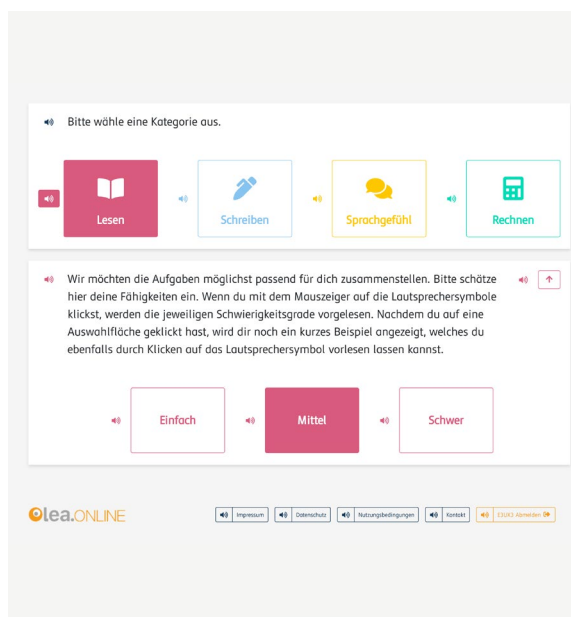 Bitte wähle eine Kategorie aus.
Lesen
Schreiben
Sprachgefühl
Rechnen
Wir möchten die Aufgaben möglichst passend für dich zusammenstellen. Bitte schätze
hier deine Fähigkeiten ein. Wenn du mit dem Mauszeiger auf die Lautsprechersymbole
klickst, werden die jeweiligen Schwierigkeitsgrade vorgelesen. Nachdem du auf eine
Auswahlfläche geklickt hast, wird dir noch ein kurzes Beispiel angezeigt, welches du
ebenfalls durch Klicken auf das Lautsprechersymbol vorlesen lassen kannst.
Einfach
Mittel
Schwer
lea.ONLINE
Impressum
Datenschutz
Nutzungsbedingungen
Kontakt
Abmelden